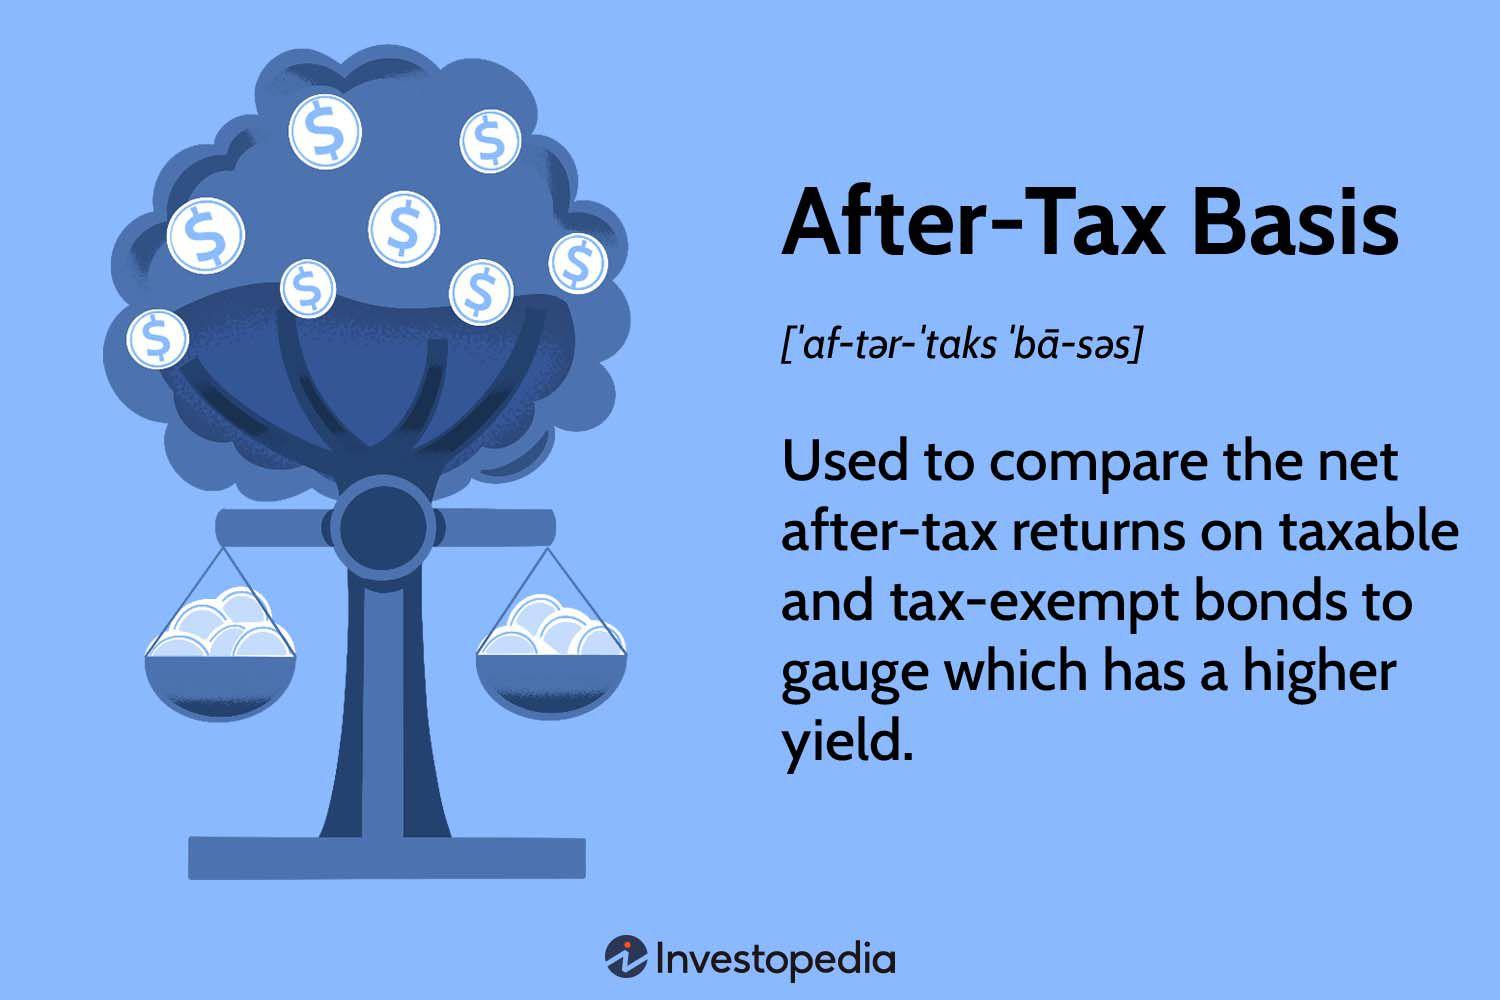 $ $
$ $ $
$ $
$
After-Tax Basis
[ˈaf-tər-ˈtaks ˈbā-səs]
Used to compare the net
after-tax returns on taxable
and tax-exempt bonds to
gauge which has a higher
yield.
Investopedia